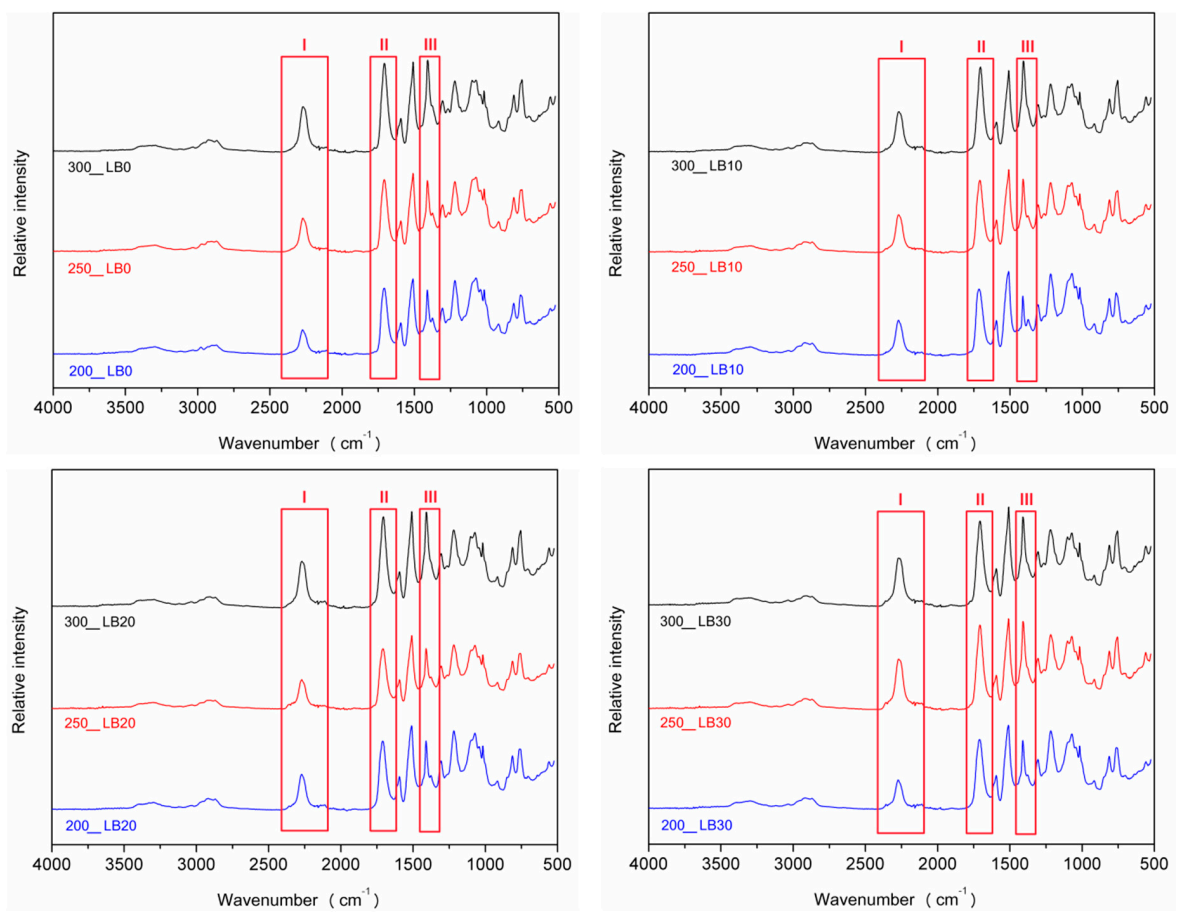 I II III
Relative intensity
300__LB0
250__LB0
200__LB0
4000 3500 3000 2500 2000 1500 1000 500
Wavenumber ( cm⁻¹ )
I II III
Relative intensity
300__LB10
250__LB10
200__LB10
4000 3500 3000 2500 2000 1500 1000 500
Wavenumber ( cm⁻¹ )
I II III
Relative intensity
300__LB20
250__LB20
200__LB20
4000 3500 3000 2500 2000 1500 1000 500
Wavenumber ( cm⁻¹ )
I II III
Relative intensity
300__LB30
250__LB30
200__LB30
4000 3500 3000 2500 2000 1500 1000 500
Wavenumber ( cm⁻¹ )